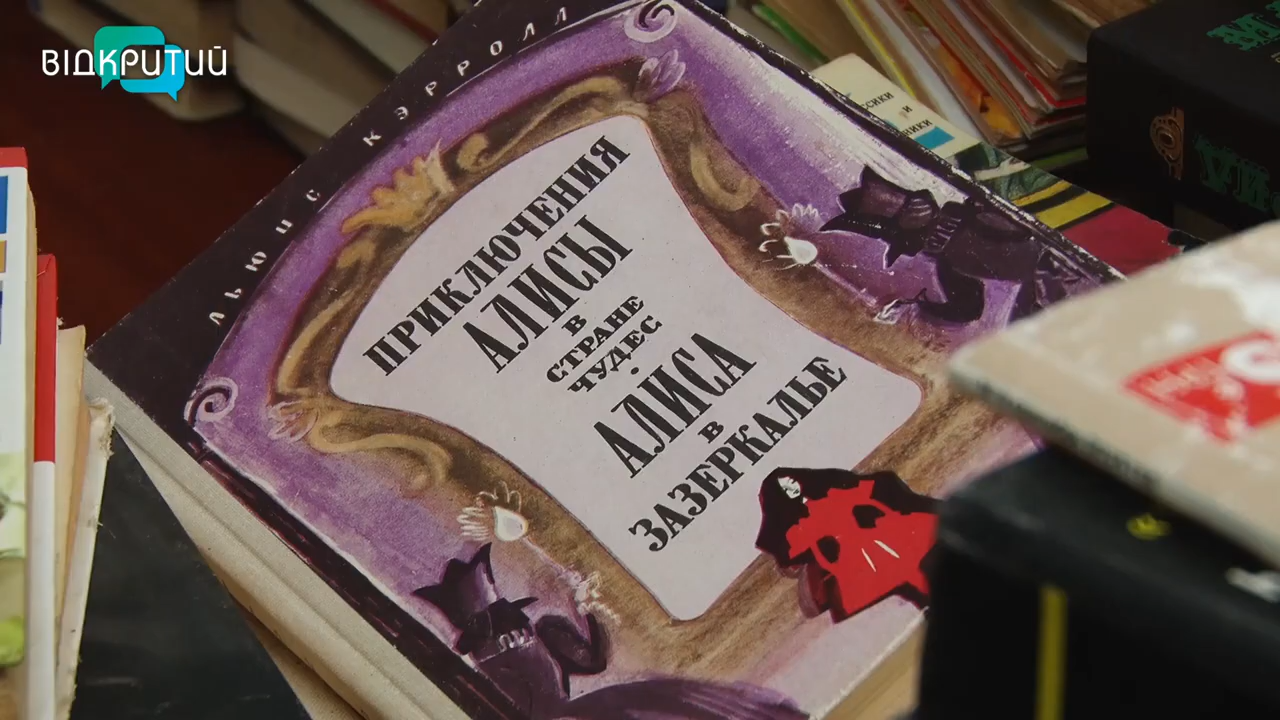 ВІДКРИТИЙ
ЛЬЮИС КЭРРОЛЛ
ПРИКЛЮЧЕНИЯ
АЛИСЫ
В
СТРАНЕ
ЧУДЕС
•
АЛИСА
В
ЗАЗЕРКАЛЬЕ